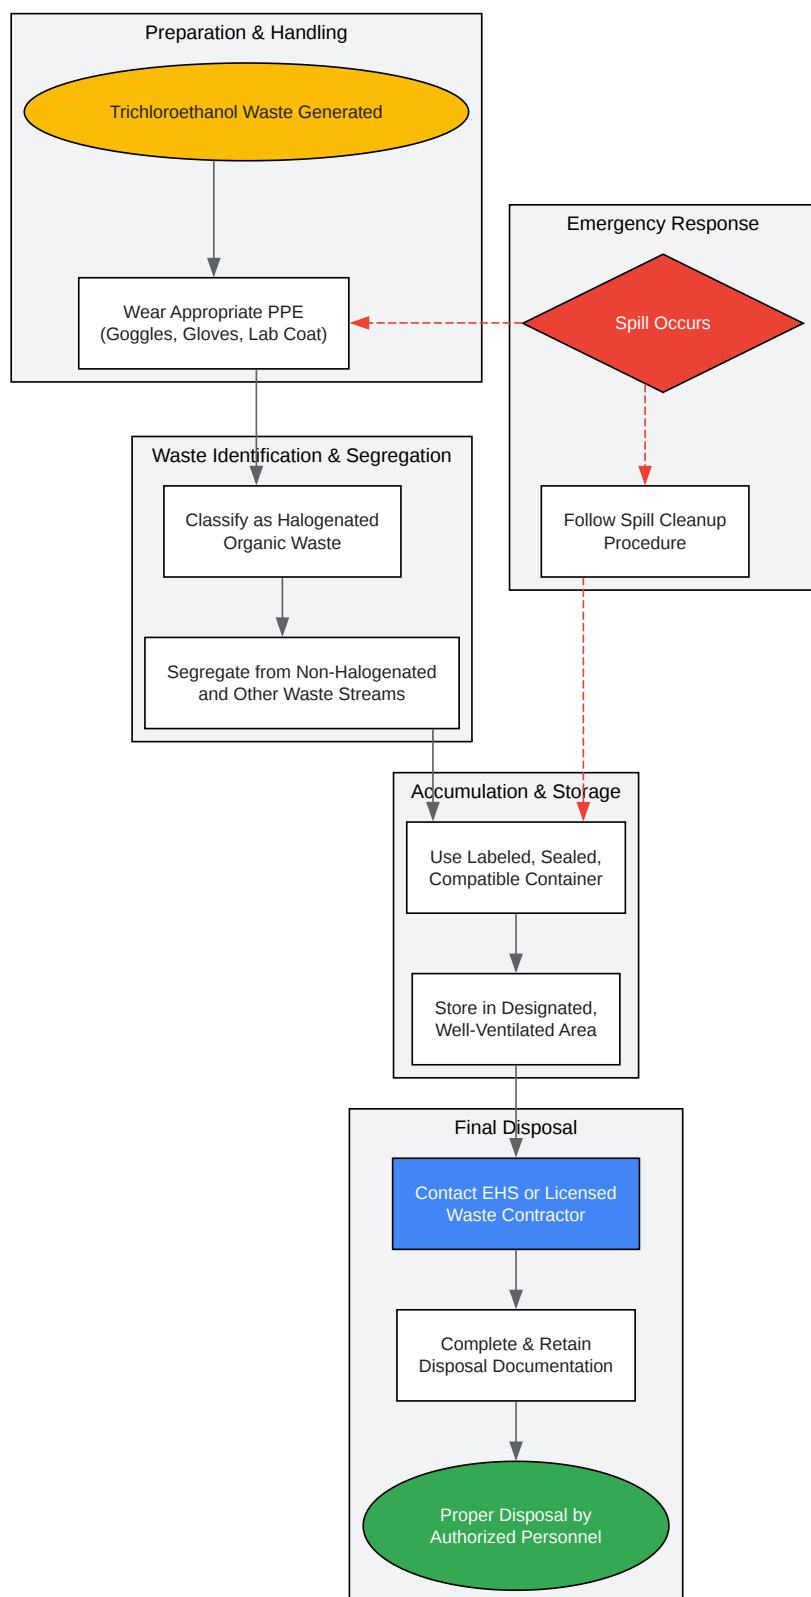 Preparation & Handling
Trichloroethanol Waste Generated
Wear Appropriate PPE
(Goggles, Gloves, Lab Coat)
Emergency Response
Spill Occurs
Follow Spill Cleanup
Procedure
Waste Identification & Segregation
Classify as Halogenated
Organic Waste
Segregate from Non-Halogenated
and Other Waste Streams
Accumulation & Storage
Use Labeled, Sealed,
Compatible Container
Store in Designated,
Well-Ventilated Area
Final Disposal
Contact EHS or Licensed
Waste Contractor
Complete & Retain
Disposal Documentation
Proper Disposal by
Authorized Personnel